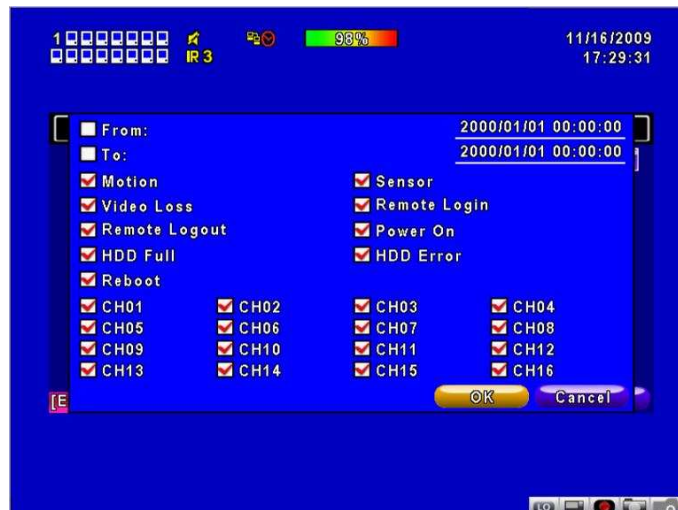 1 98% 11/16/2009
IR 3 17:29:31
From: 2000/01/01 00:00:00
To: 2000/01/01 00:00:00
Motion Sensor
Video Loss Remote Login
Remote Logout Power On
HDD Full HDD Error
Reboot
CH01 CH02 CH03 CH04
CH05 CH06 CH07 CH08
CH09 CH10 CH11 CH12
CH13 CH14 CH15 CH16
[E OK Cancel